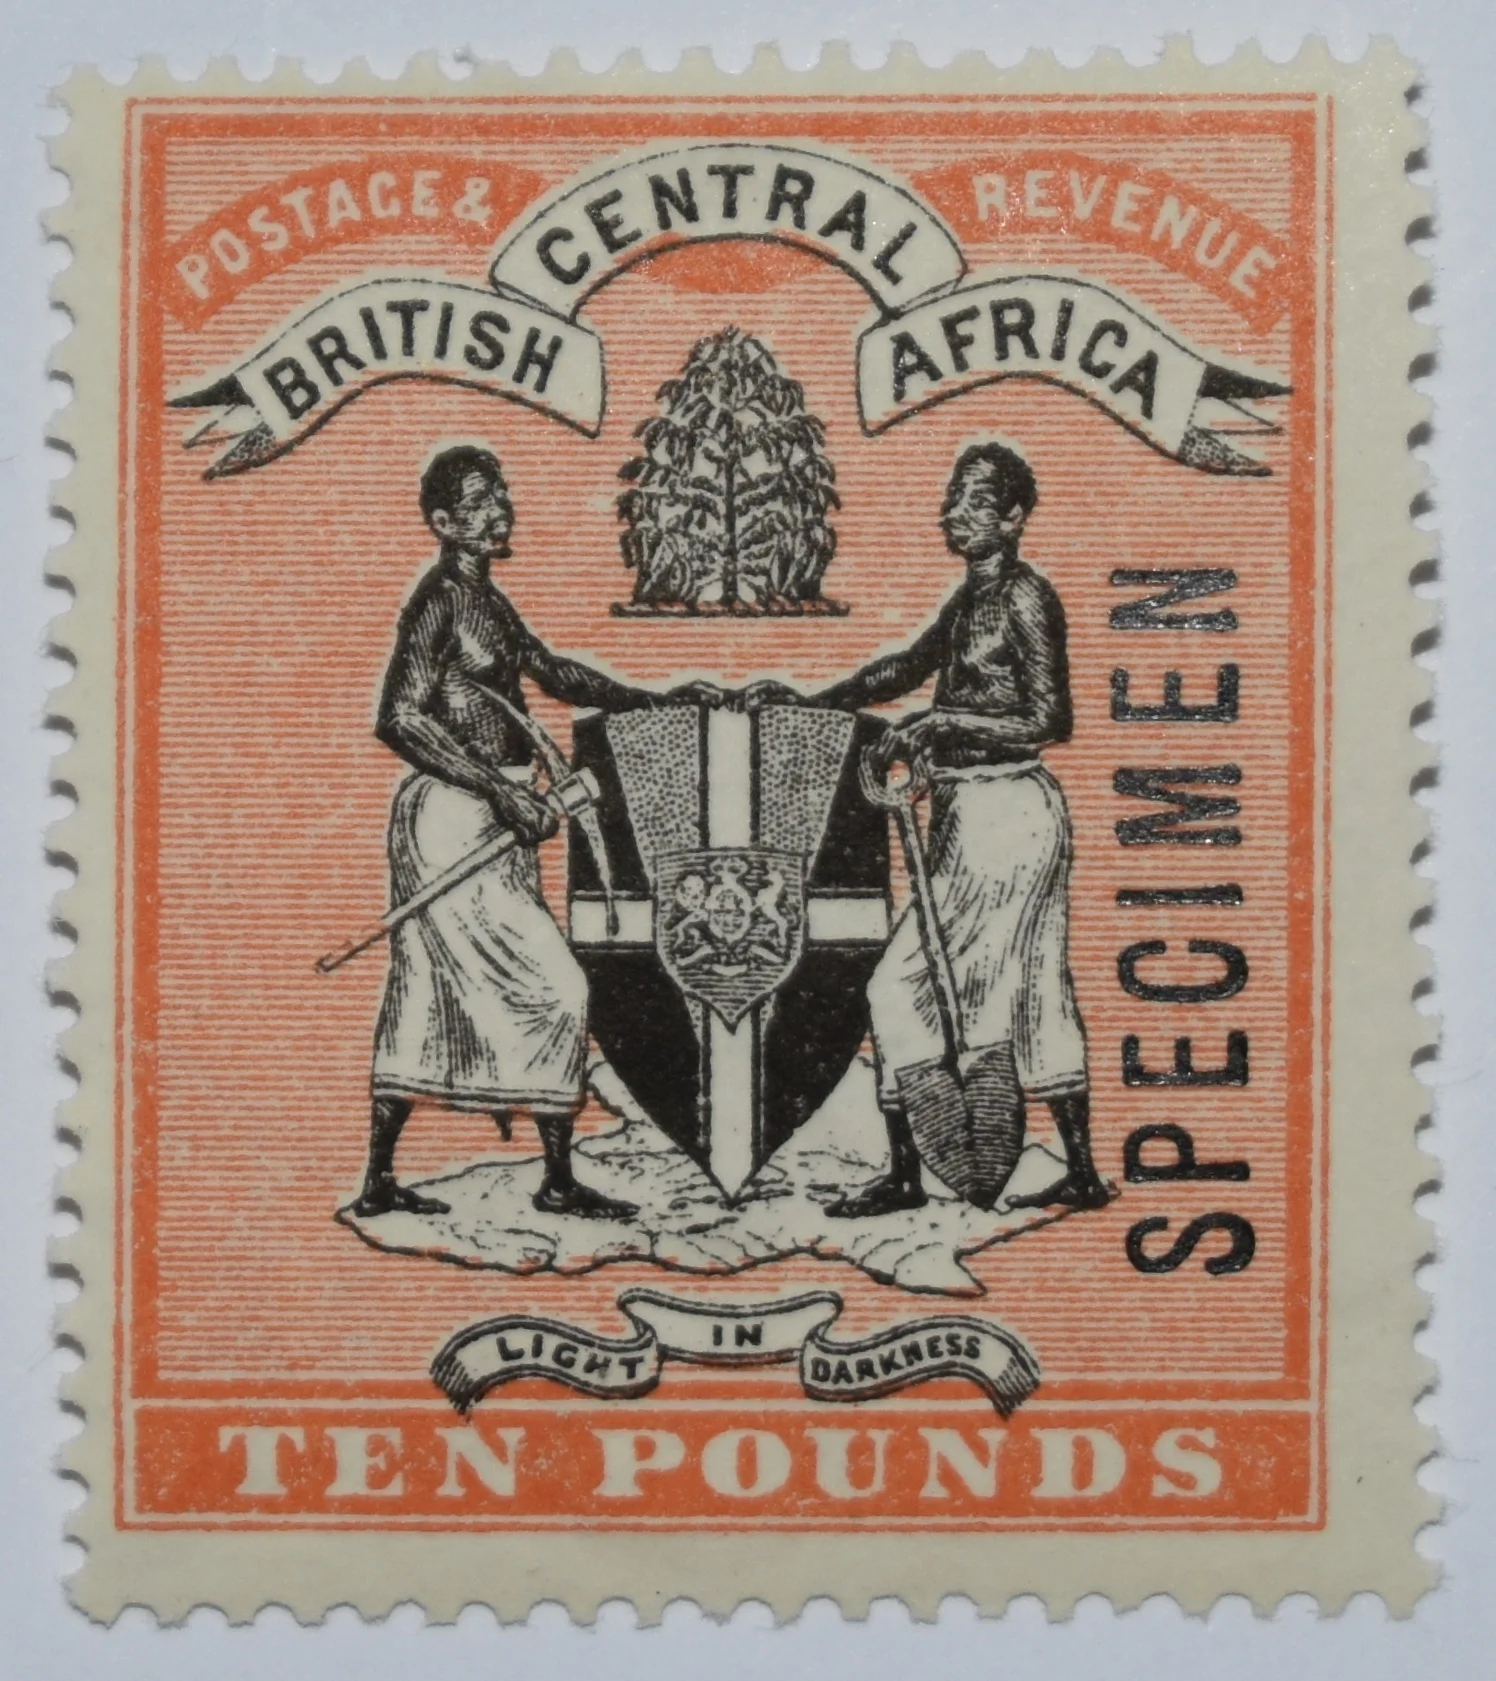 POSTAGE & REVENUE
BRITISH CENTRAL AFRICA
SPECIMEN
LIGHT IN DARKNESS
TEN POUNDS